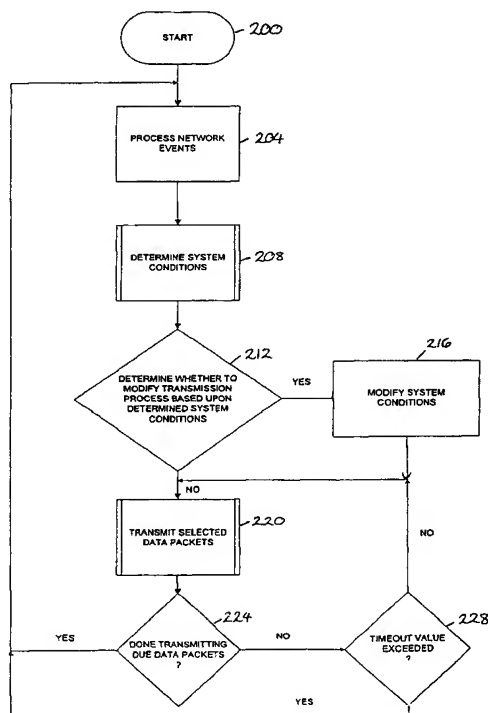 START
200
PROCESS NETWORK
EVENTS
204
DETERMINE SYSTEM
CONDITIONS
208
212
DETERMINE WHETHER TO
MODIFY TRANSMISSION
PROCESS BASED UPON
DETERMINED SYSTEM
CONDITIONS
YES
216
MODIFY SYSTEM
CONDITIONS
NO
TRANSMIT SELECTED
DATA PACKETS
220
NO
224
YES
DONE TRANSMITTING
DUE DATA PACKETS
?
NO
228
TIMEOUT VALUE
EXCEEDED
?
YES